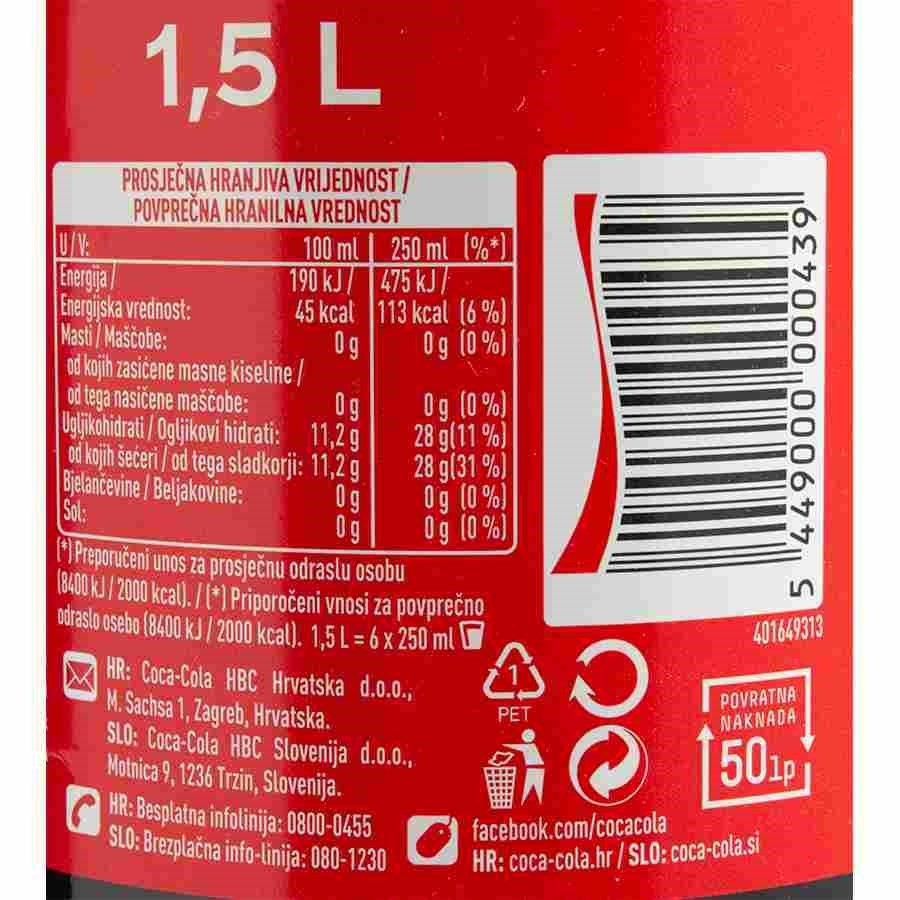 1,5 L
PROSJEČNA HRANJIVA VRIJEDNOST /
POVPREČNA HRANILNA VREDNOST
U/V: 100 ml 250 ml (%*)
Energija / 190 kJ / 475 kJ /
Energijska vrednost: 45 kcal 113 kcal (6 %)
Masti / Maščobe: 0 g 0 g (0 %)
od kojih zasićene masne kiseline /
od tega nasičene maščobe: 0 g 0 g (0 %)
Ugljikohidrati / Ogljikovi hidrati: 11,2 g 28 g(11 %)
od kojih šećeri / od tega sladkorji: 11,2 g 28 g(31 %)
Bjelančevine / Beljakovine: 0 g 0 g (0 %)
Sol: 0 g 0 g (0 %)
(*) Preporučeni unos za prosječnu odraslu osobu
(8400 kJ / 2000 kcal). / (*) Priporočeni vnosi za povprečno
odraslo osebo (8400 kJ / 2000 kcal). 1,5 L = 6 x 250 ml
5 449000 000439
401649313
HR: Coca-Cola HBC Hrvatska d.o.o.,
M. Sachsa 1, Zagreb, Hrvatska.
SLO: Coca-Cola HBC Slovenija d.o.o.,
Motnica 9, 1236 Trzin, Slovenija.
HR: Besplatna infolinija: 0800-0455
SLO: Brezplačna info-linija: 080-1230
1
PET
POVRATNA
NAKNADA
50lp
facebook.com/cocacola
HR: coca-cola.hr / SLO: coca-cola.si